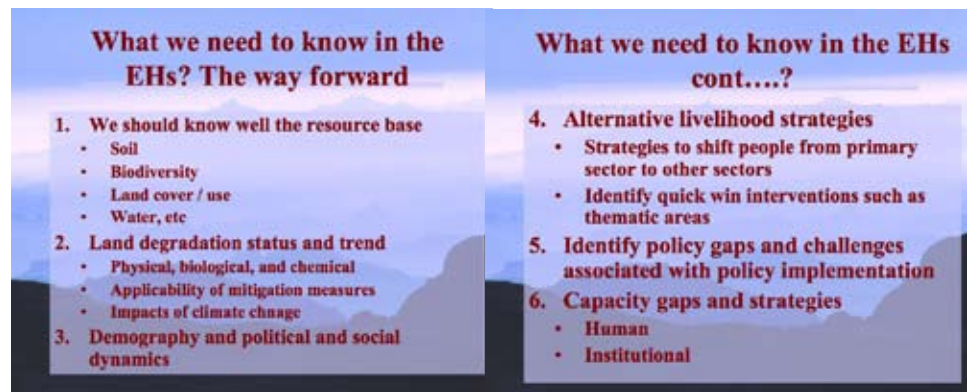 What we need to know in the
EHs? The way forward
1. We should know well the resource base
• Soil
• Biodiversity
• Land cover / use
• Water, etc
2. Land degradation status and trend
• Physical, biological, and chemical
• Applicability of mitigation measures
• Impacts of climate chnage
3. Demography and political and social
dynamics
What we need to know in the EHs
cont….?
4. Alternative livelihood strategies
• Strategies to shift people from primary
sector to other sectors
• Identify quick win interventions such as
thematic areas
5. Identify policy gaps and challenges
associated with policy implementation
6. Capacity gaps and strategies
• Human
• Institutional